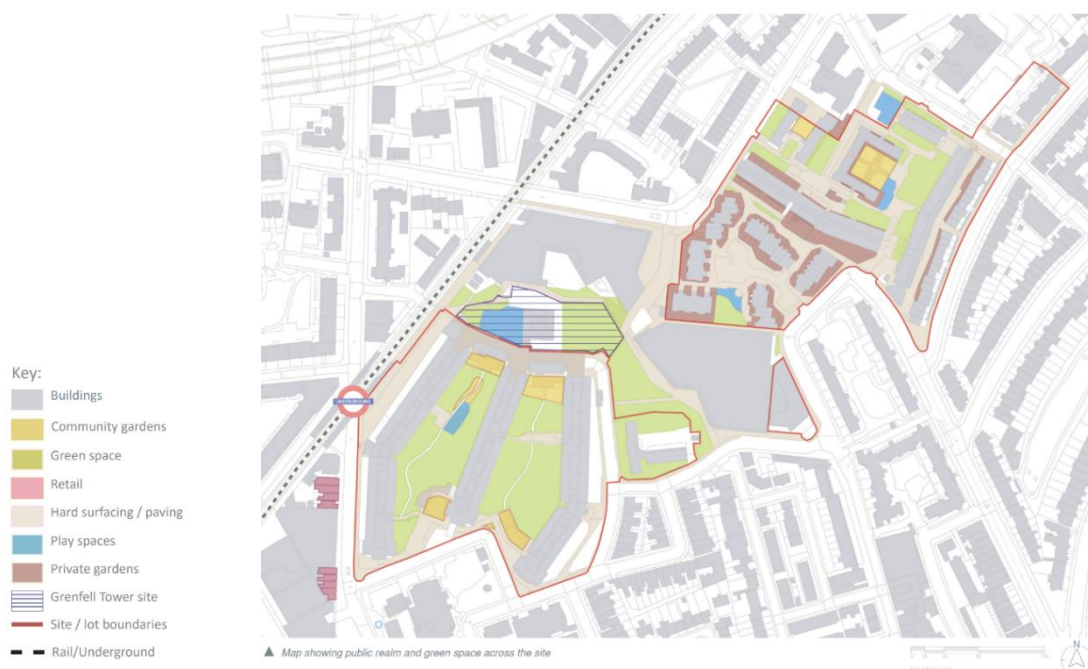 Key:
Buildings
Community gardens
Green space
Retail
Hard surfacing / paving
Play spaces
Private gardens
Grenfell Tower site
Site / lot boundaries
Rail/Underground
UNDERGROUND
Map showing public realm and green space across the site
N